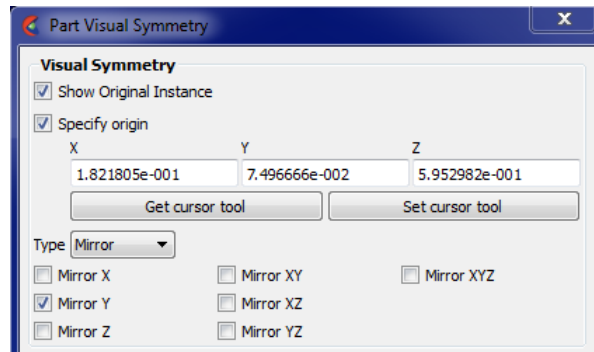 Part Visual Symmetry
Visual Symmetry
Show Original Instance
Specify origin
X Y Z
1.821805e-001 7.496666e-002 5.952982e-001
Get cursor tool Set cursor tool
Type Mirror
Mirror X Mirror XY Mirror XYZ
Mirror Y Mirror XZ
Mirror Z Mirror YZ